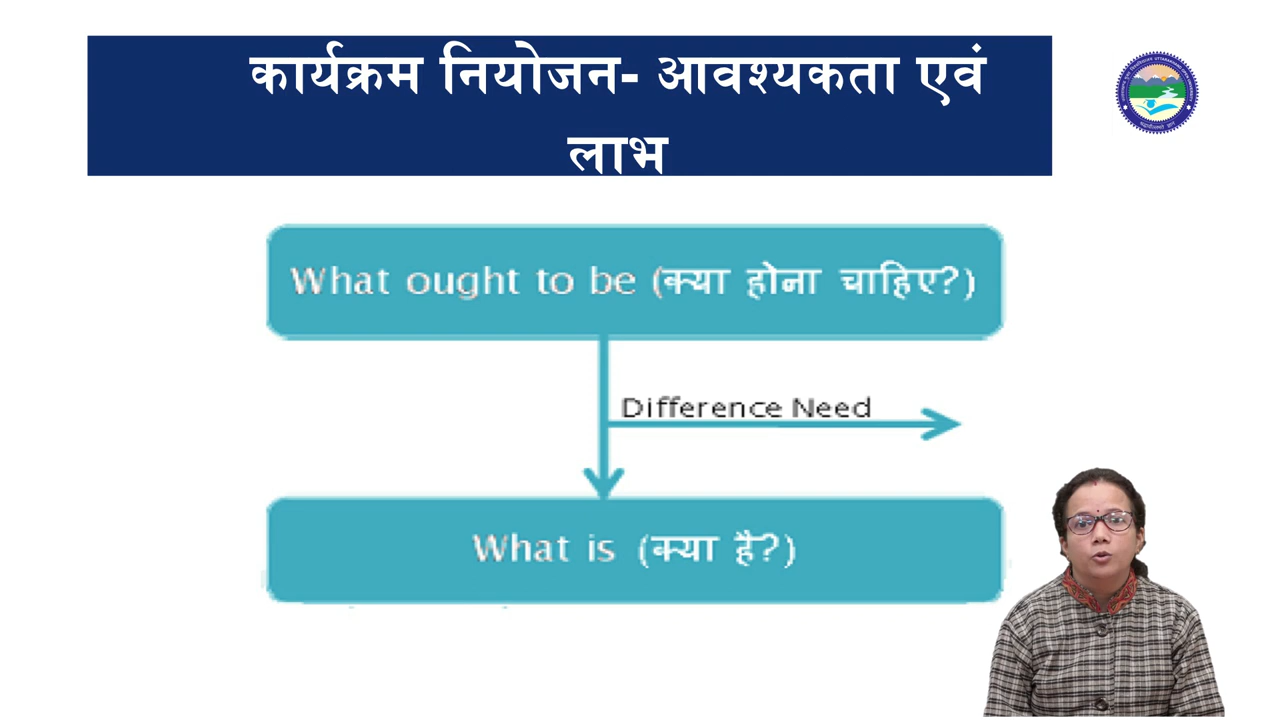 कार्यक्रम नियोजन- आवश्यकता एवं
लाभ
What ought to be (क्या होना चाहिए?)
Difference Need
What is (क्या है?)